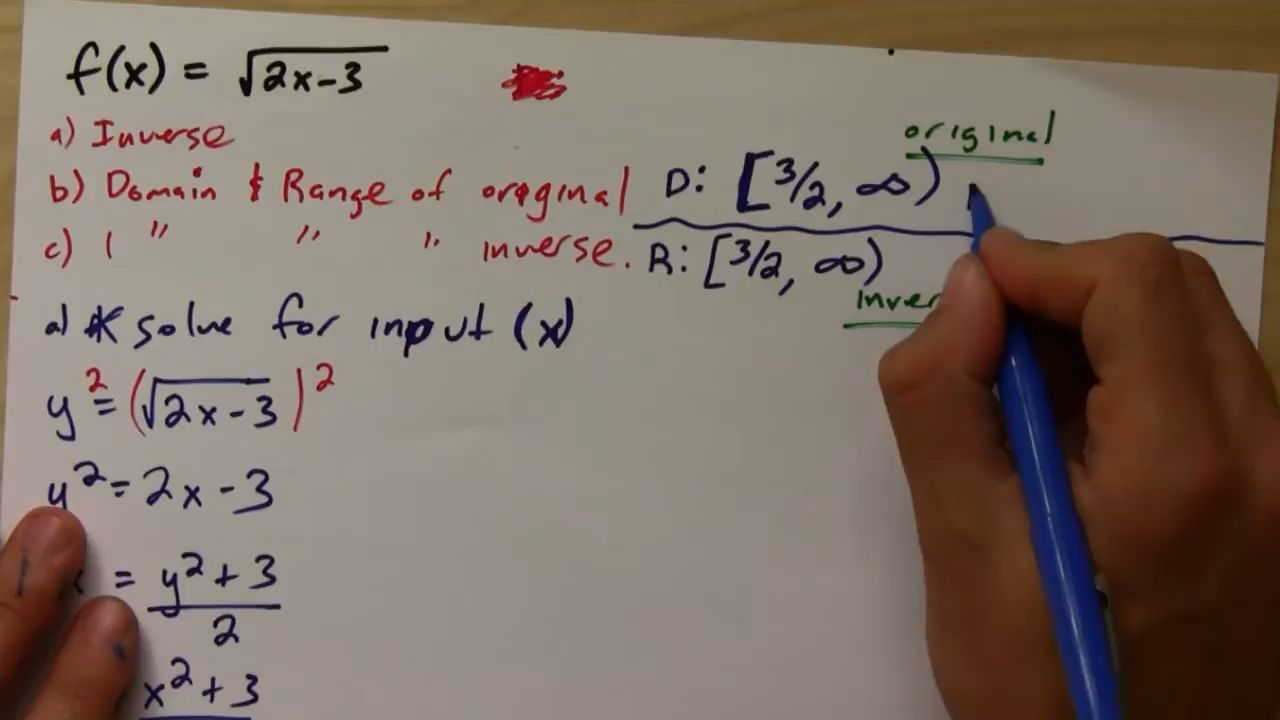 f(x) = √2x-3
a) Inverse
original
b) Domain & Range of original D: [3/2, ∞)
c) ( " " " inverse. R: [3/2, ∞)
a) * solve for input (x)
y² = (√2x-3)²
y² = 2x - 3
= y² + 3
2
x² + 3